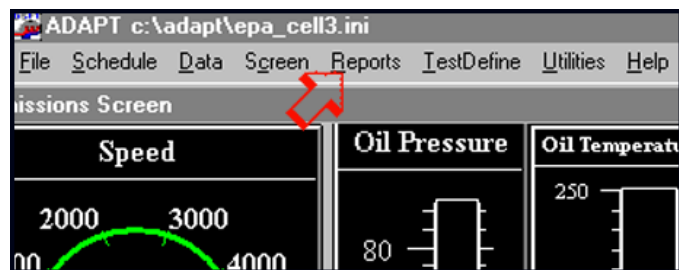 ADAPT c:\adapt\epa_cell3.ini
File Schedule Data Screen Reports TestDefine Utilities Help
issions Screen
Speed Oil Pressure Oil Temperatu
250
2000 3000
80
00 4000